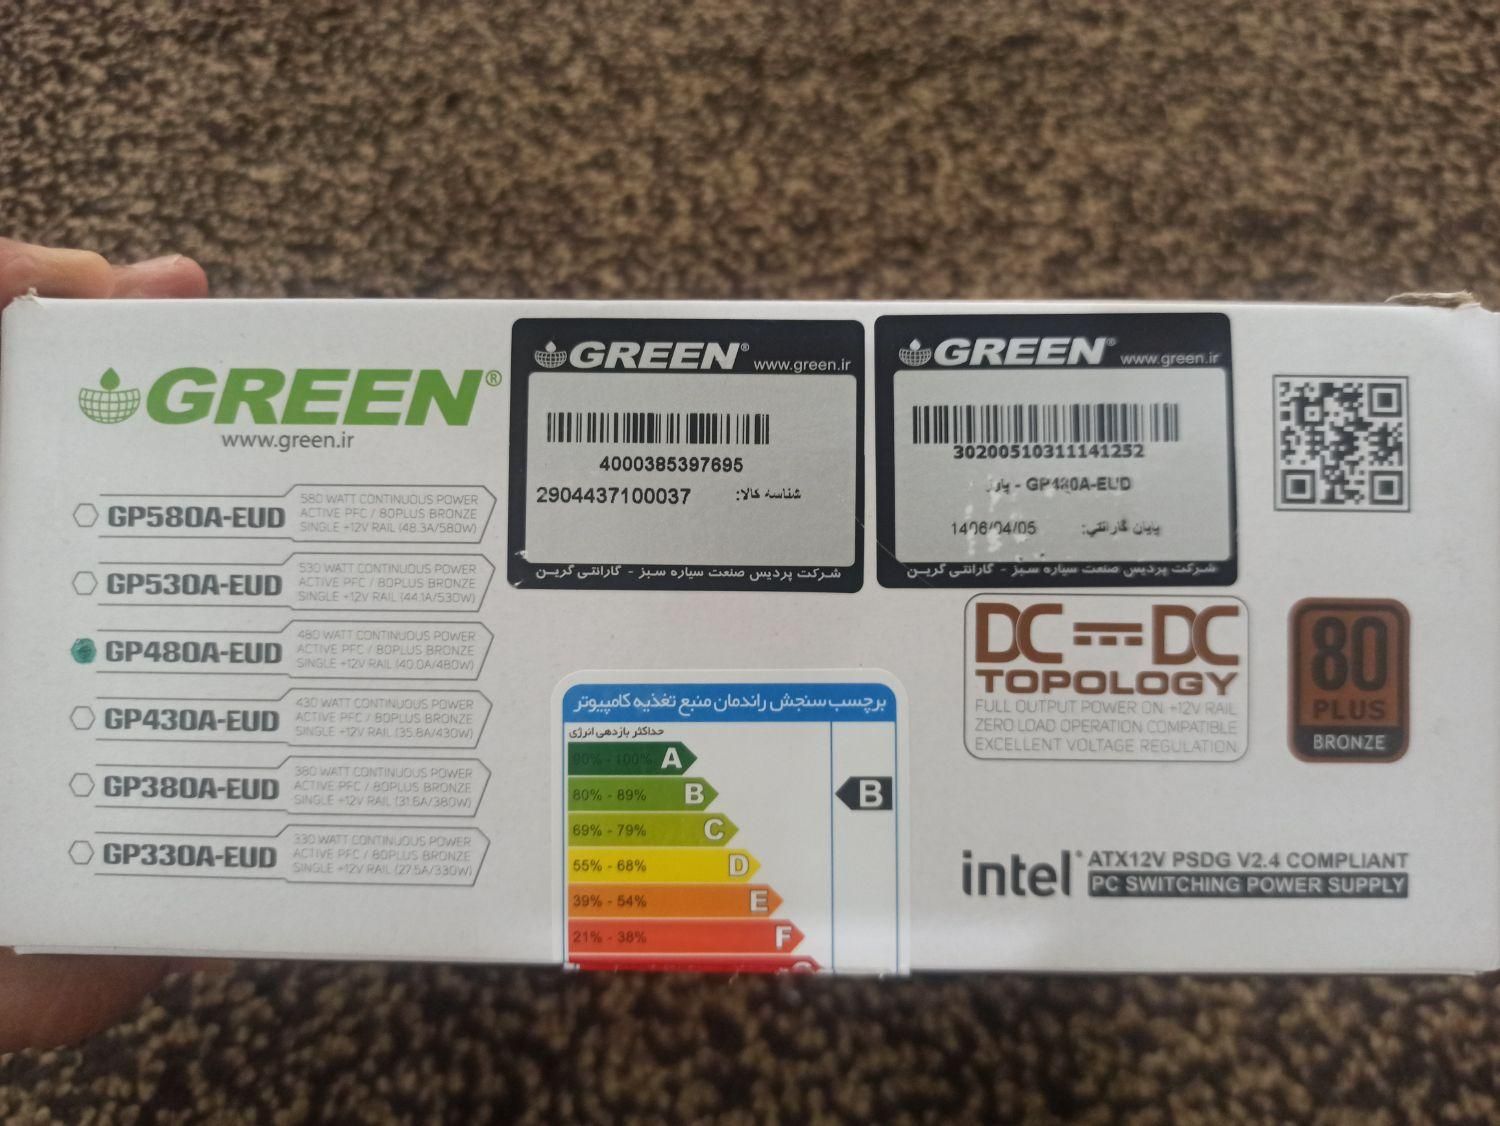 GREEN®
www.green.ir
GP580A-EUD
580 WATT CONTINUOUS POWER
ACTIVE PFC / 80PLUS BRONZE
SINGLE +12V RAIL (48.3A/580W)
GP530A-EUD
530 WATT CONTINUOUS POWER
ACTIVE PFC / 80PLUS BRONZE
SINGLE +12V RAIL (44.1A/530W)
GP480A-EUD
480 WATT CONTINUOUS POWER
ACTIVE PFC / 80PLUS BRONZE
SINGLE +12V RAIL (40.0A/480W)
GP430A-EUD
430 WATT CONTINUOUS POWER
ACTIVE PFC / 80PLUS BRONZE
SINGLE +12V RAIL (35.8A/430W)
GP380A-EUD
380 WATT CONTINUOUS POWER
ACTIVE PFC / 80PLUS BRONZE
SINGLE +12V RAIL (31.6A/380W)
GP330A-EUD
330 WATT CONTINUOUS POWER
ACTIVE PFC / 80PLUS BRONZE
SINGLE +12V RAIL (27.5A/330W)
GREEN® www.green.ir
4000385397695
شناسه کالا: 2904437100037
شرکت پردیس صنعت سیاره سبز - گارانتی گرین
GREEN® www.green.ir
30200510311141252
پاور - GP480A-EUD
پایان گارانتی: 1406/04/05
شرکت پردیس صنعت سیاره سبز - گارانتی گرین
برچسب سنجش راندمان منبع تغذیه کامپیوتر
حداکثر بازدهی انرژی
90% - 100% A
80% - 89% B
B
69% - 79% C
55% - 68% D
39% - 54% E
21% - 38% F
DC DC
TOPOLOGY
FULL OUTPUT POWER ON +12V RAIL
ZERO LOAD OPERATION COMPATIBLE
EXCELLENT VOLTAGE REGULATION
80
PLUS
BRONZE
intel® ATX12V PSDG V2.4 COMPLIANT
PC SWITCHING POWER SUPPLY